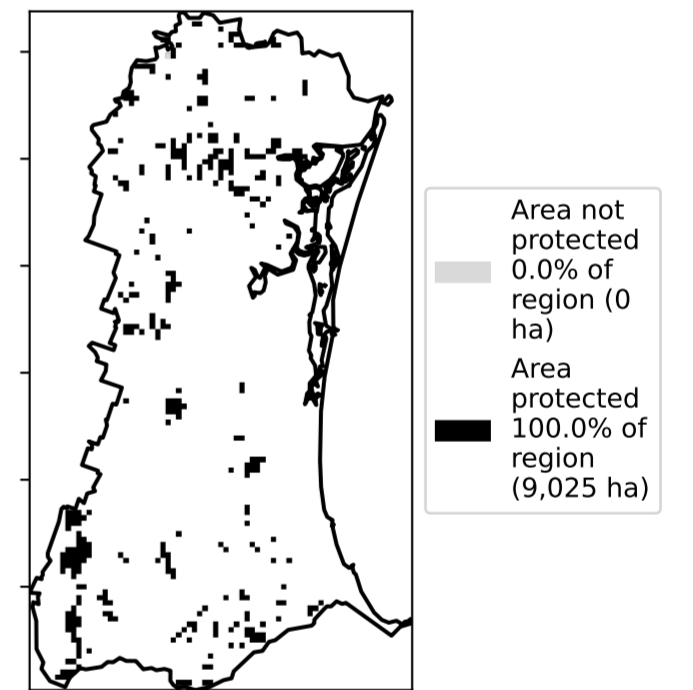 Area not
protected
0.0% of
region (0
ha)
Area
protected
100.0% of
region
(9,025 ha)